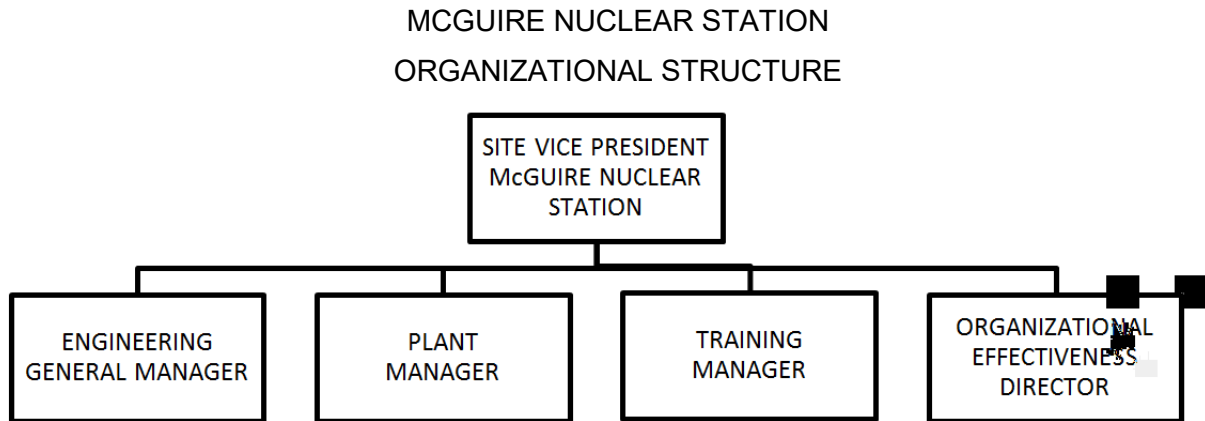 MCGUIRE NUCLEAR STATION
ORGANIZATIONAL STRUCTURE
SITE VICE PRESIDENT
McGUIRE NUCLEAR
STATION
ENGINEERING
GENERAL MANAGER
PLANT
MANAGER
TRAINING
MANAGER
ORGANIZATIONAL
EFFECTIVENESS
DIRECTOR